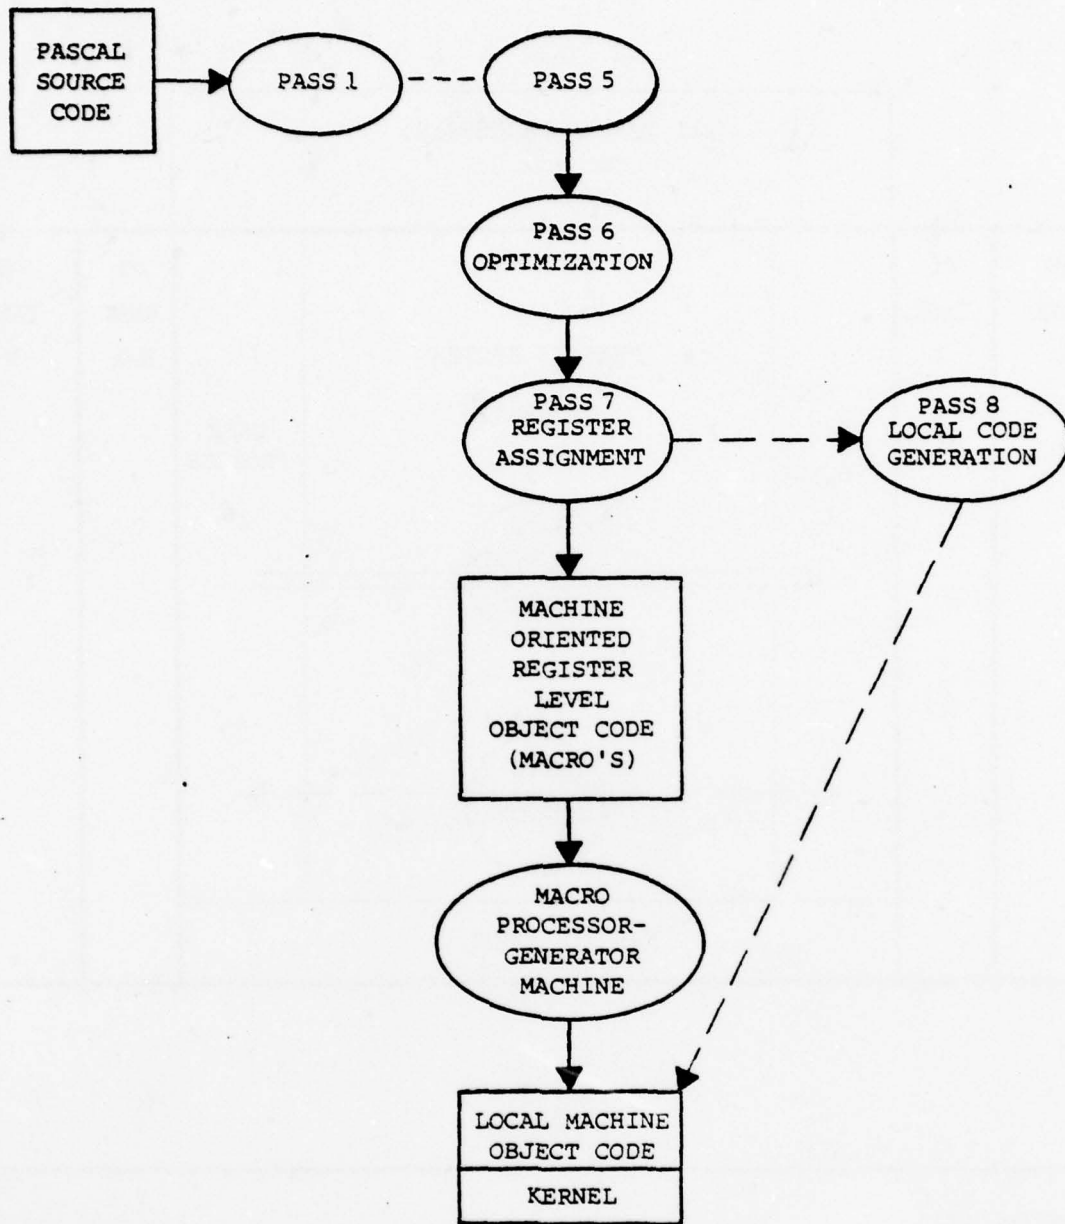 PASCAL
SOURCE
CODE
PASS 1
PASS 5
PASS 6
OPTIMIZATION
PASS 7
REGISTER
ASSIGNMENT
PASS 8
LOCAL CODE
GENERATION
MACHINE
ORIENTED
REGISTER
LEVEL
OBJECT CODE
(MACRO'S)
MACRO
PROCESSOR-
GENERATOR
MACHINE
LOCAL MACHINE
OBJECT CODE
KERNEL